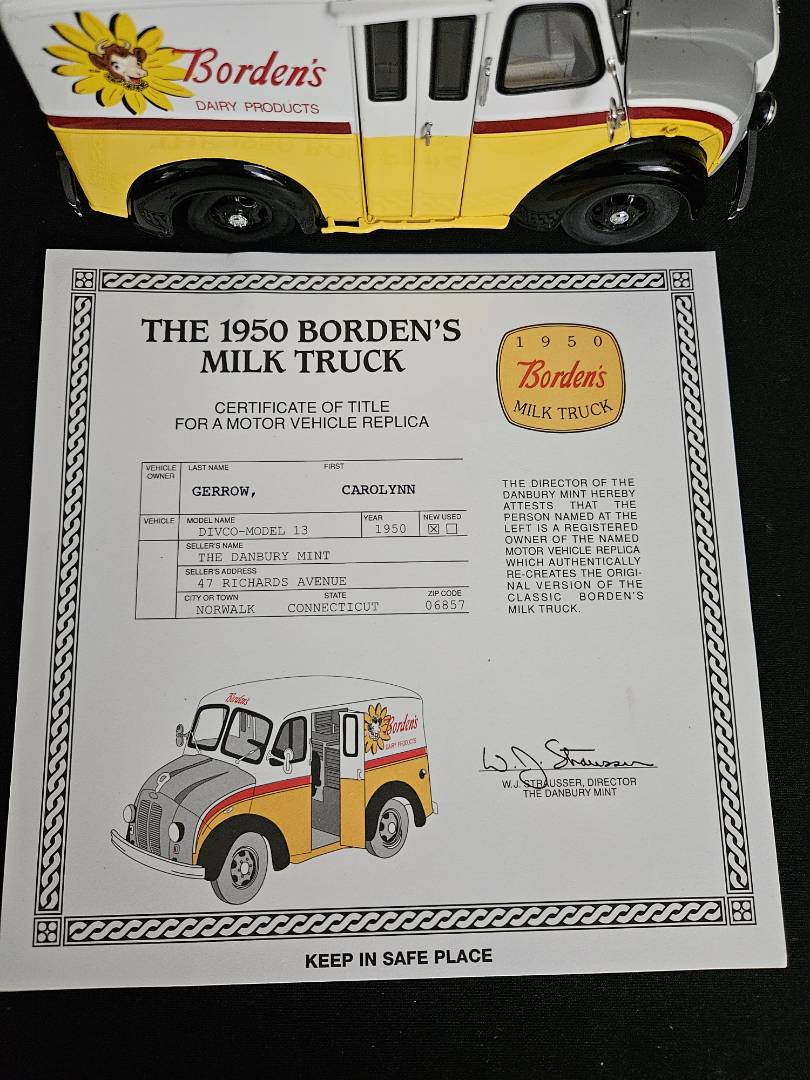 Borden's
DAIRY PRODUCTS
THE 1950 BORDEN'S
MILK TRUCK
1950
Borden's
MILK TRUCK
CERTIFICATE OF TITLE
FOR A MOTOR VEHICLE REPLICA
VEHICLE OWNER
LAST NAME FIRST
GERROW, CAROLYNN
VEHICLE
MODEL NAME YEAR NEW USED
DIVCO-MODEL 13 1950 ☒ ☐
SELLER'S NAME
THE DANBURY MINT
SELLER'S ADDRESS
47 RICHARDS AVENUE
CITY OR TOWN STATE ZIP CODE
NORWALK CONNECTICUT 06857
THE DIRECTOR OF THE
DANBURY MINT HEREBY
ATTESTS THAT THE
PERSON NAMED AT THE
LEFT IS A REGISTERED
OWNER OF THE NAMED
MOTOR VEHICLE REPLICA
WHICH AUTHENTICALLY
RE-CREATES THE ORIGI-
NAL VERSION OF THE
CLASSIC BORDEN'S
MILK TRUCK.
Borden's
Borden's
DAIRY PRODUCTS
W. J. Strausser
W.J. STRAUSSER, DIRECTOR
THE DANBURY MINT
KEEP IN SAFE PLACE